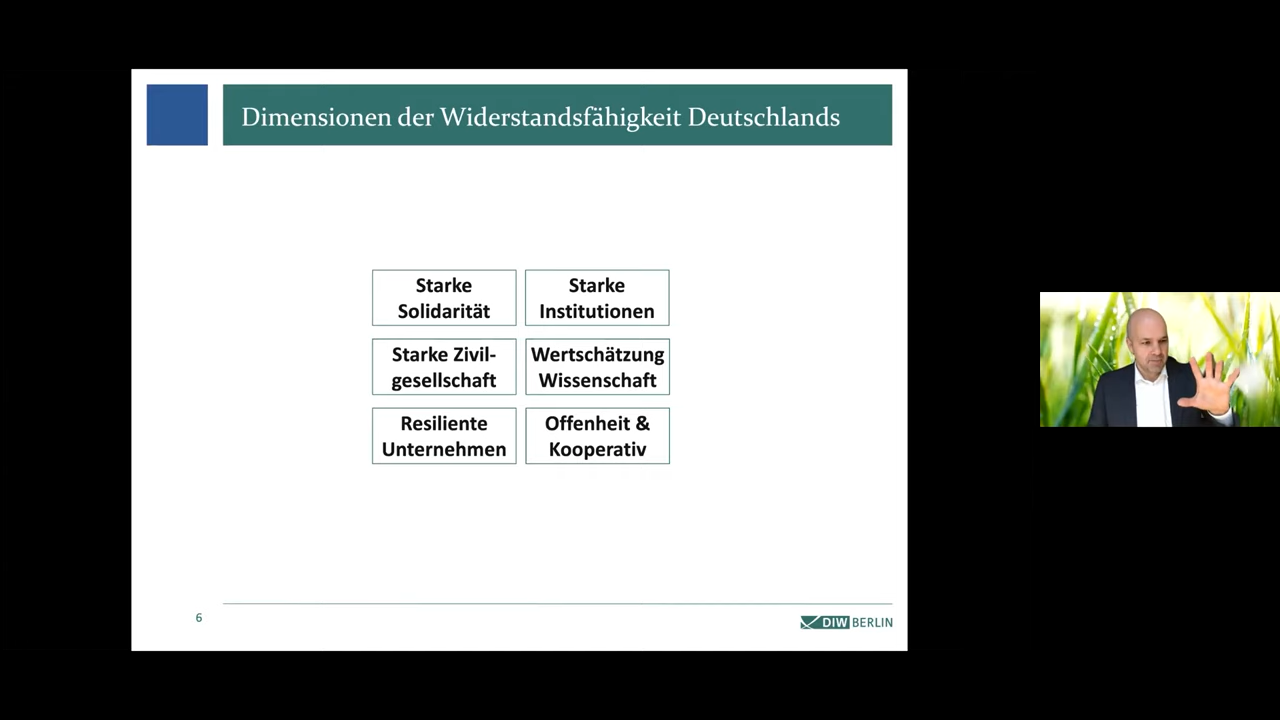 Dimensionen der Widerstandsfähigkeit Deutschlands
Starke
Solidarität
Starke
Institutionen
Starke Zivil-
gesellschaft
Wertschätzung
Wissenschaft
Resiliente
Unternehmen
Offenheit &
Kooperativ
6
DIW BERLIN